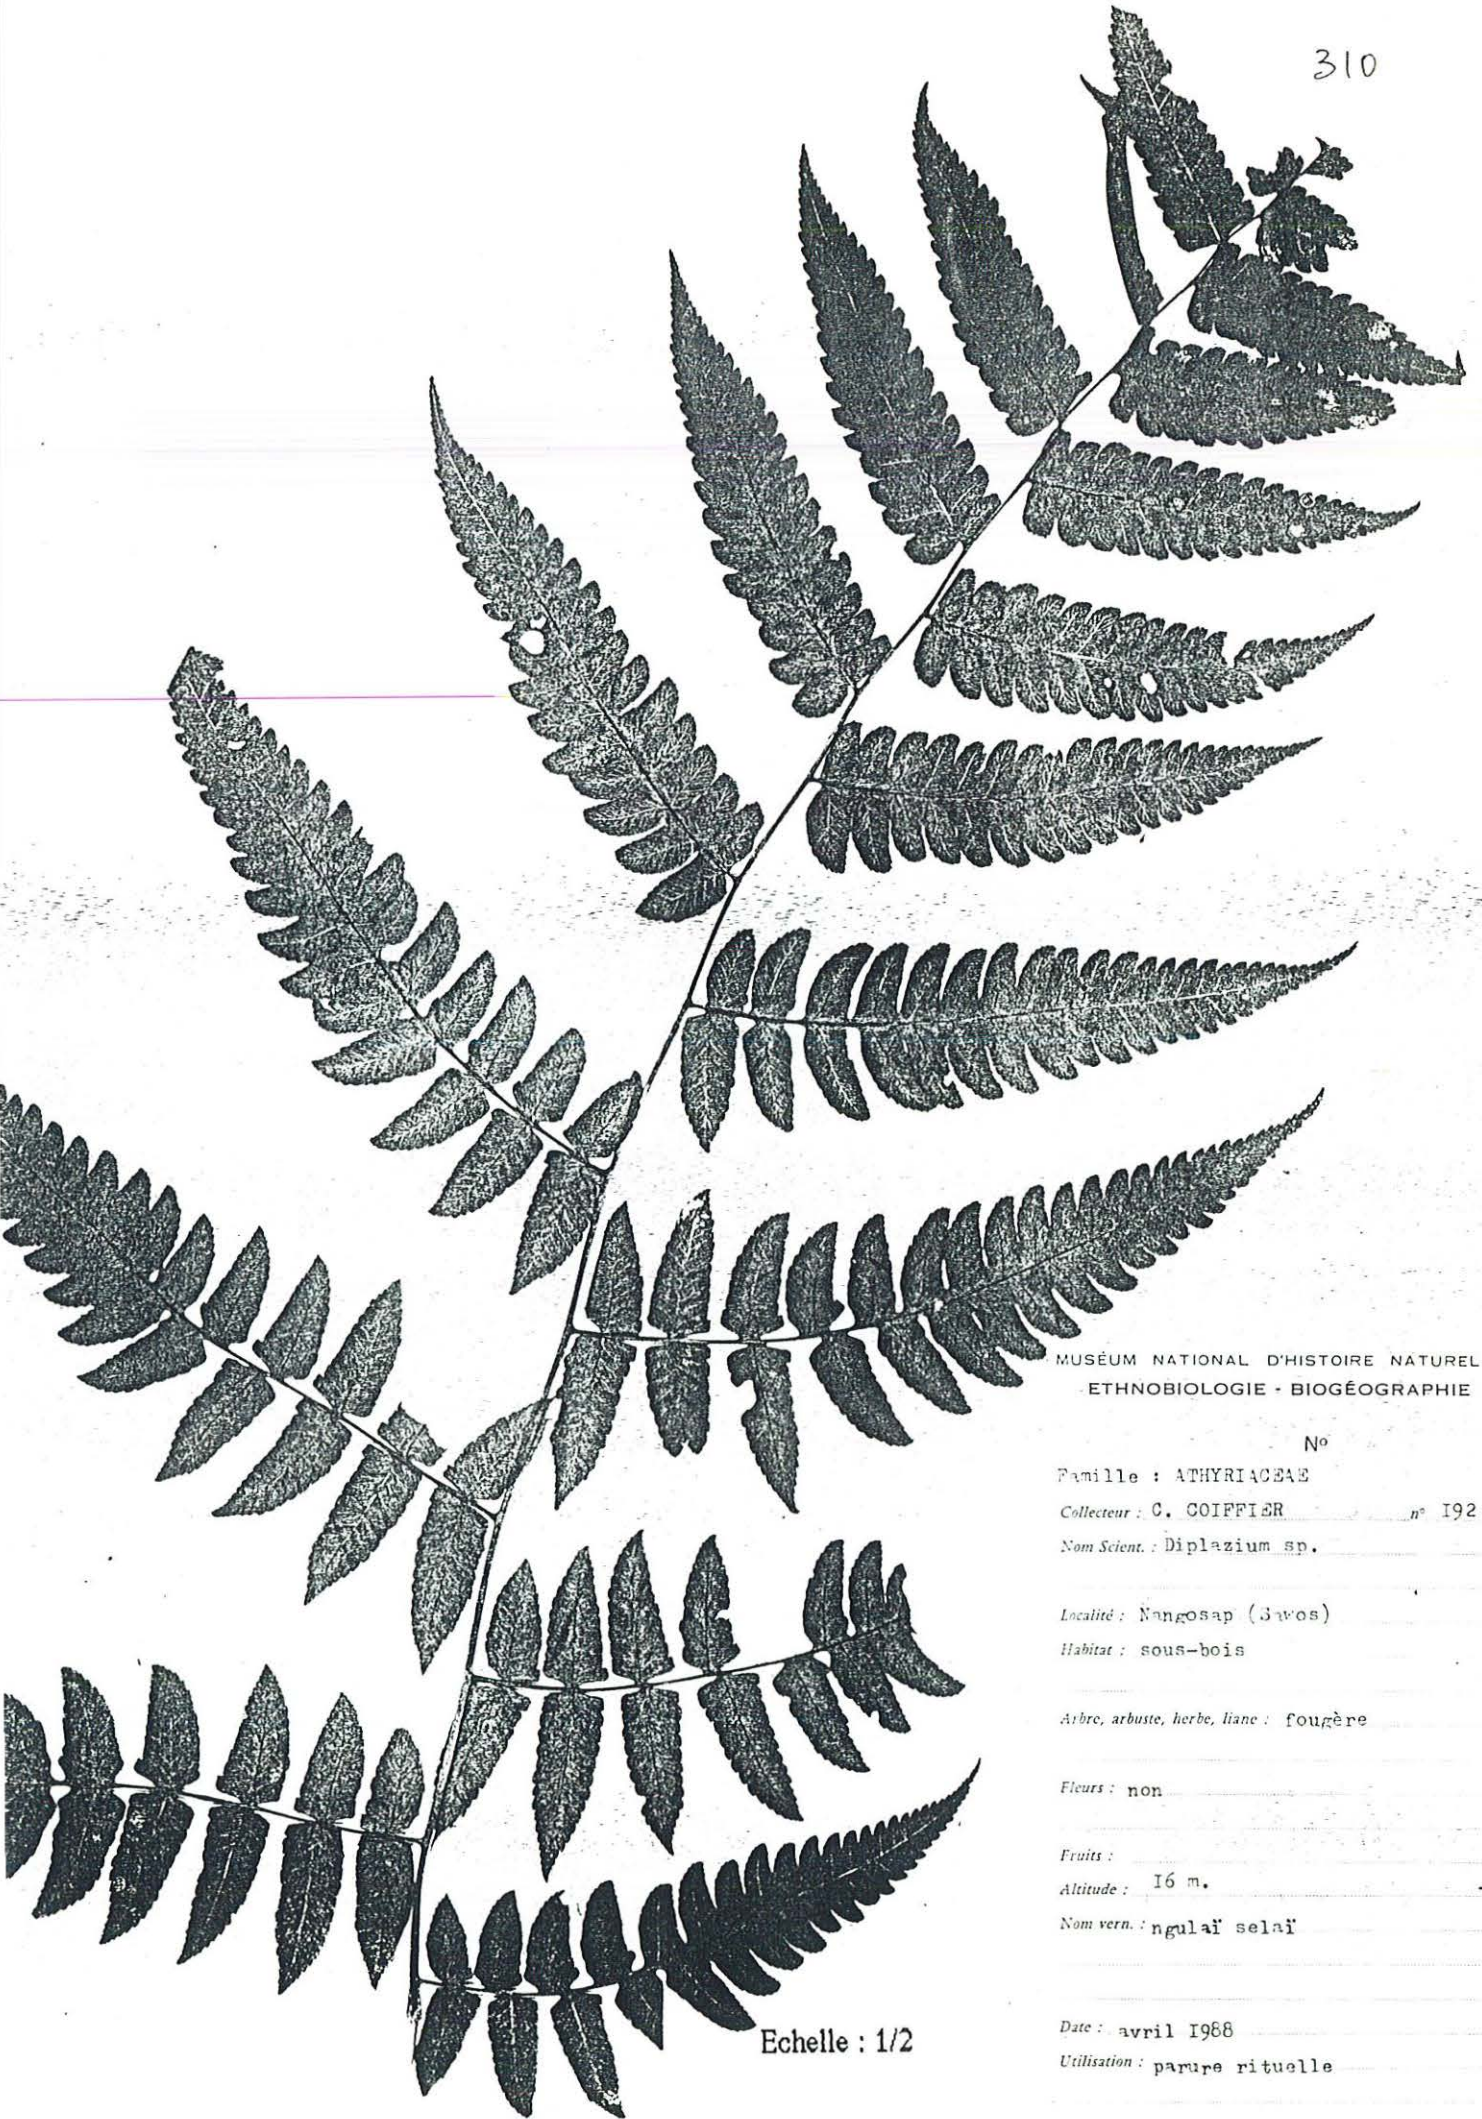 310
MUSÉUM NATIONAL D'HISTOIRE NATUREL
ETHNOBIOLOGIE - BIOGÉOGRAPHIE
Nº
Famille : ATHYRIACEAE
Collecteur : C. COIFFIER nº I92
Nom Scient. : Diplazium sp.
Localité : Nangosap (Sawos)
Habitat : sous-bois
Arbre, arbuste, herbe, liane : fougère
Fleurs : non
Fruits :
Altitude : I6 m.
Nom vern. : ngulaï selaï
Date : avril I988
Utilisation : parure rituelle
Echelle : 1/2